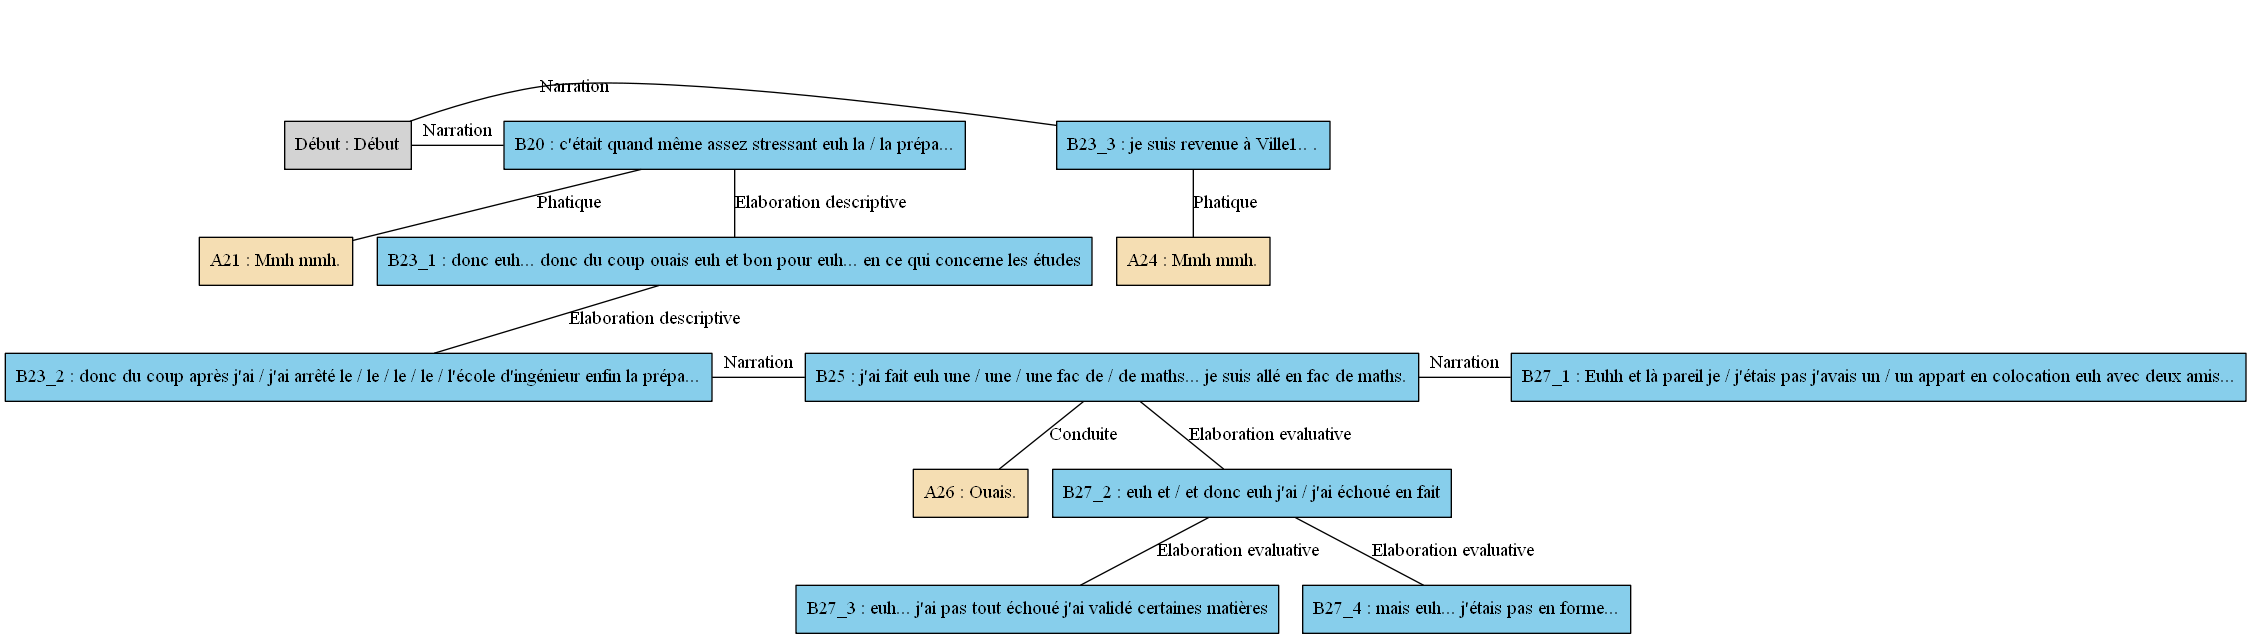 Narration
Début : Début
Narration
B20 : c'était quand même assez stressant euh la / la prépa...
B23_3 : je suis revenue à Ville1.. .
Phatique
Elaboration descriptive
Phatique
A21 : Mmh mmh.
B23_1 : donc euh... donc du coup ouais euh et bon pour euh... en ce qui concerne les études
A24 : Mmh mmh.
Elaboration descriptive
B23_2 : donc du coup après j'ai / j'ai arrêté le / le / le / le / l'école d'ingénieur enfin la prépa...
Narration
B25 : j'ai fait euh une / une / une fac de / de maths... je suis allé en fac de maths.
Narration
B27_1 : Euhh et là pareil je / j'étais pas j'avais un / un appart en colocation euh avec deux amis...
Conduite
Elaboration evaluative
A26 : Ouais.
B27_2 : euh et / et donc euh j'ai / j'ai échoué en fait
Elaboration evaluative
Elaboration evaluative
B27_3 : euh... j'ai pas tout échoué j'ai validé certaines matières
B27_4 : mais euh... j'étais pas en forme...